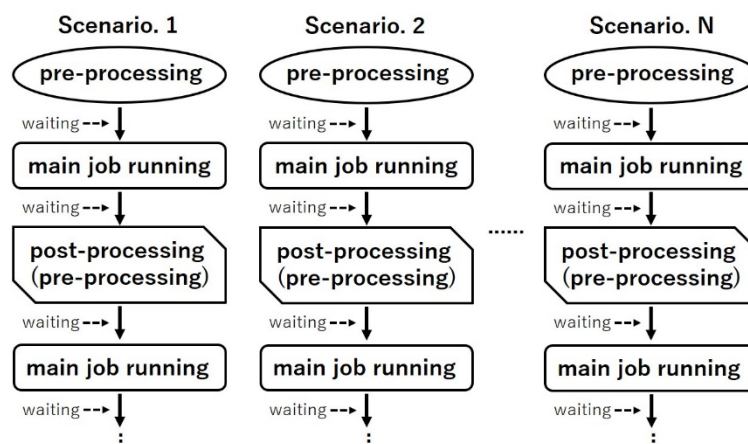 Scenario. 1
pre-processing
waiting
main job running
waiting
post-processing
(pre-processing)
waiting
main job running
waiting
Scenario. 2
pre-processing
waiting
main job running
waiting
post-processing
(pre-processing)
waiting
main job running
waiting
......
Scenario. N
pre-processing
waiting
main job running
waiting
post-processing
(pre-processing)
waiting
main job running
waiting